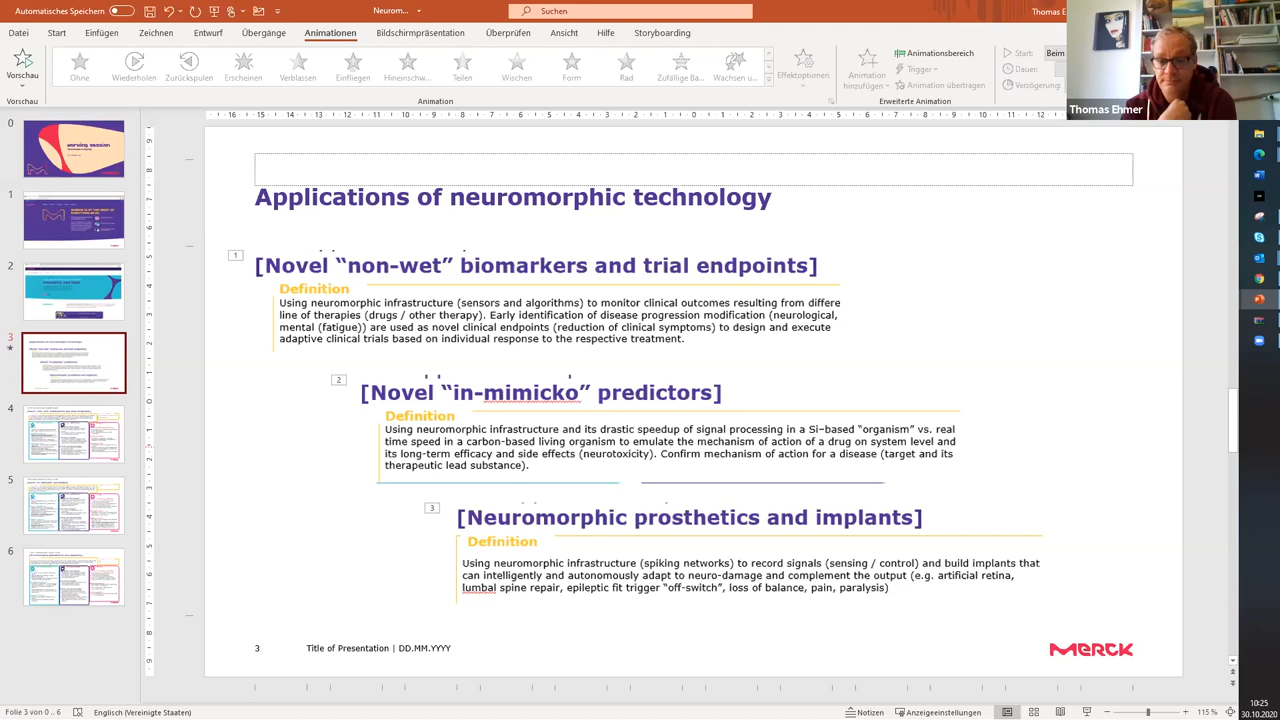 Automatisches Speichern
Neurom...
Suchen
Thomas E
Datei Start Einfügen Zeichnen Entwurf Übergänge Animationen Bildschirmpräsentation Überprüfen Ansicht Hilfe Storyboarding
Vorschau
Ohne Wiederholen Zurückspulen Erscheinen Verblassen Einfliegen Hineinschw... Teilen Wischen Form Rad Zufällige Ba... Wachsen u...
Effektoptionen
Animation hinzufügen
Animationsbereich
Trigger
Animation übertragen
Start: Beim
Dauer:
Verzögerung:
Vorschau Animation Erweiterte Animation
Thomas Ehmer
Applications of neuromorphic technology
1
[Novel “non-wet” biomarkers and trial endpoints]
Definition
Using neuromorphic infrastructure (sensors and algorithms) to monitor clinical outcomes resulting from differe
line of therapies (drugs / other therapy). Early identification of disease progression modification (neurological,
mental (fatigue)) are used as novel clinical endpoints (reduction of clinical symptoms) to design and execute
adaptive clinical trials based on individual response to the respective treatment.
2
[Novel “in-mimicko” predictors]
Definition
Using neuromorphic infrastructure and its drastic speedup of signal processing in a Si-based “organism” vs. real
time speed in a carbon-based living organism to emulate the mechanism of action of a drug on system level and
its long-term efficacy and side effects (neurotoxicity). Confirm mechanism of action for a disease (target and its
therapeutic lead substance).
3
[Neuromorphic prosthetics and implants]
Definition
Using neuromorphic infrastructure (spiking networks) to record signals (sensing / control) and build implants that
can intelligently and autonomously adapt to neuro-damage and complement the output (e.g. artificial retina,
lumbal spine repair, epileptic fit trigger “off-switch”, loss of balance, pain, paralysis)
3 Title of Presentation | DD.MM.YYYY
MERCK
0
1
2
3
4
5
6
Folie 3 von 0 .. 6 Englisch (Vereinigte Staaten)
Notizen Anzeigeeinstellungen
115 %
10:25
30.10.2020